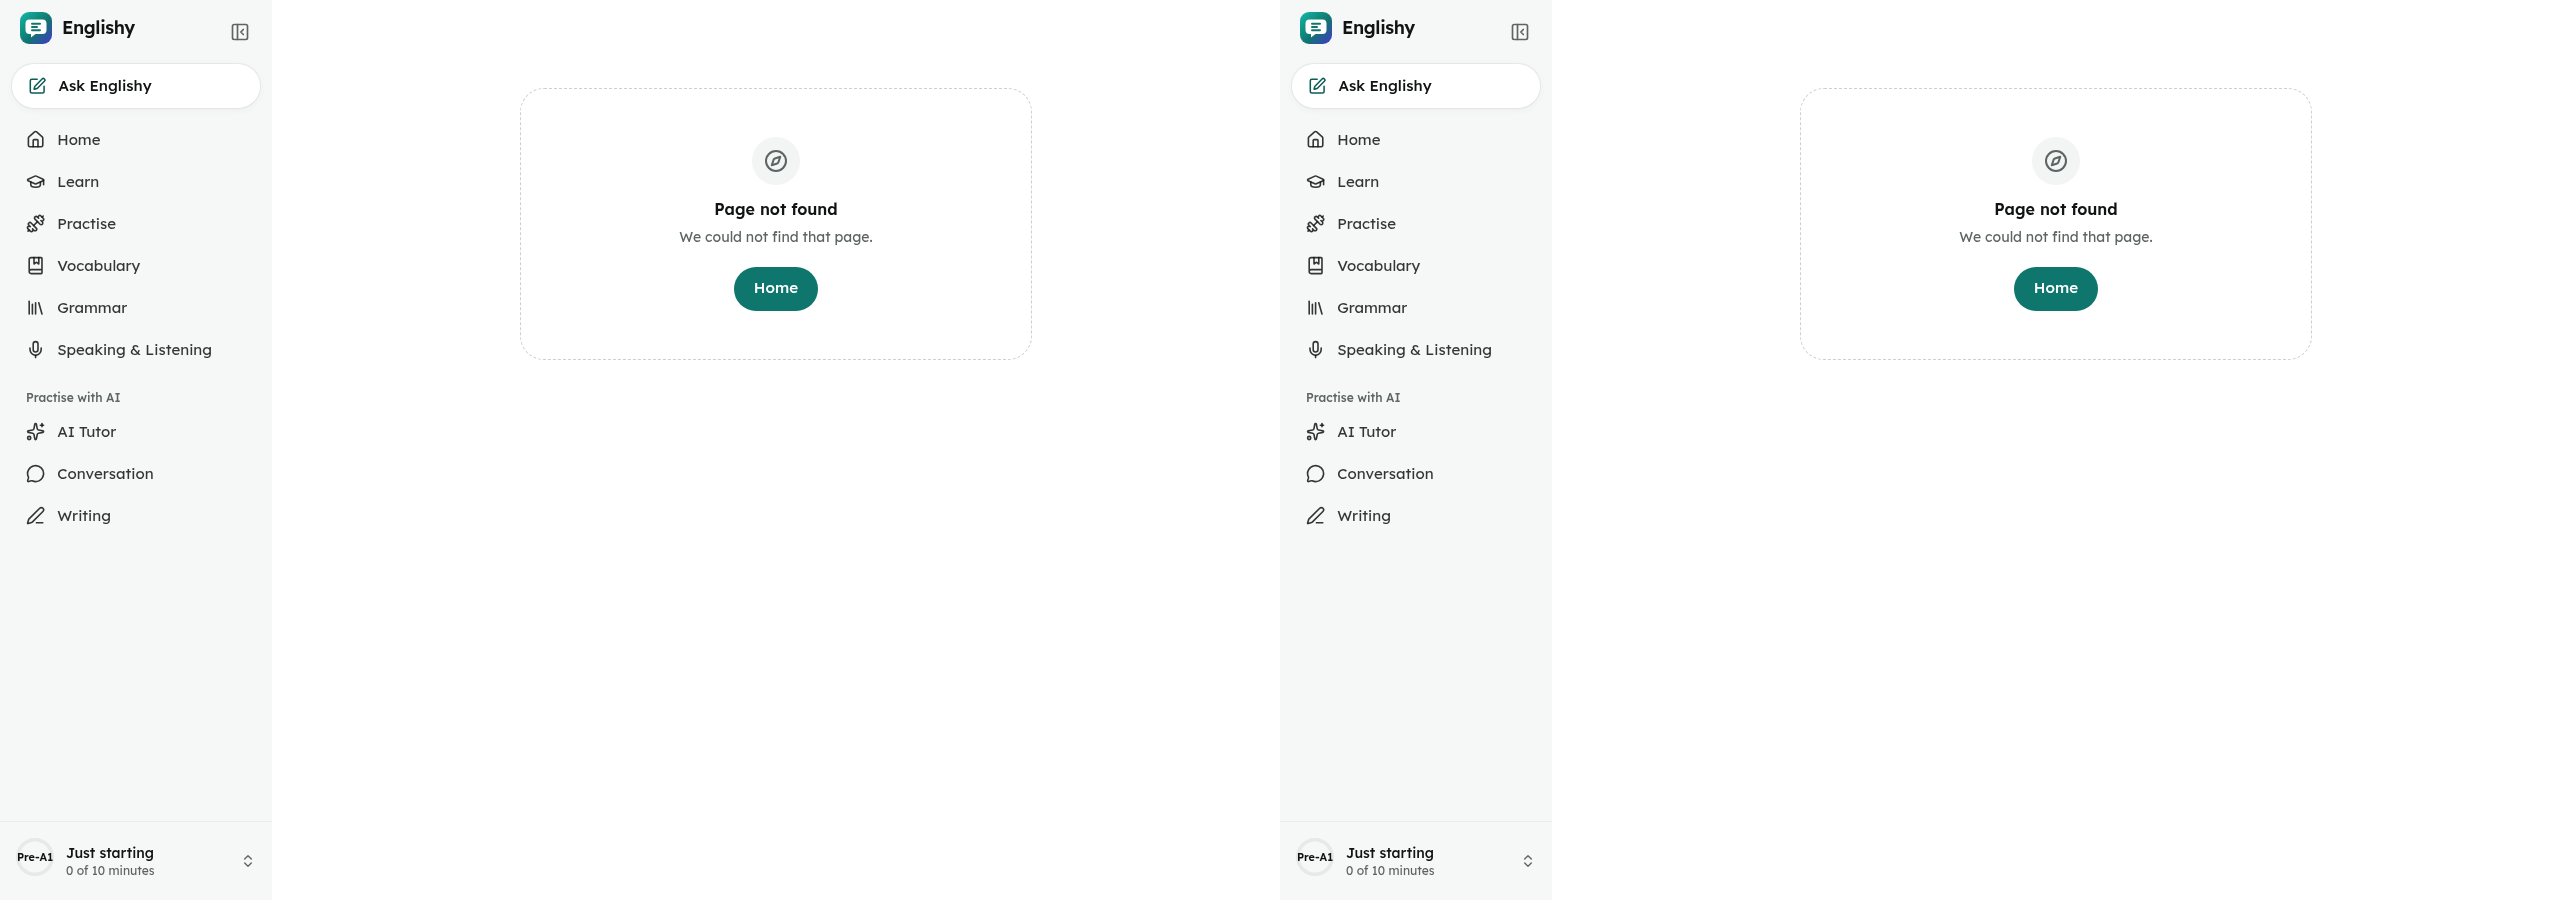 Englishy
Ask Englishy
Home
Learn
Practise
Vocabulary
Grammar
Speaking & Listening
Practise with AI
AI Tutor
Conversation
Writing
Pre-A1
Just starting
0 of 10 minutes
Page not found
We could not find that page.
Home
Englishy
Ask Englishy
Home
Learn
Practise
Vocabulary
Grammar
Speaking & Listening
Practise with AI
AI Tutor
Conversation
Writing
Pre-A1
Just starting
0 of 10 minutes
Page not found
We could not find that page.
Home